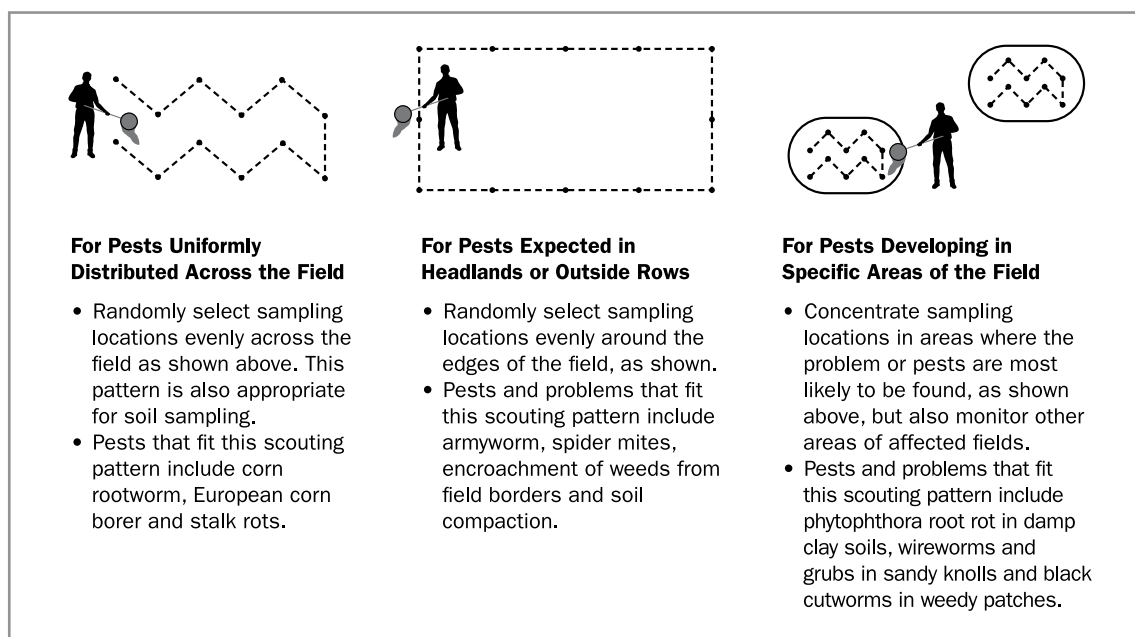 For Pests Uniformly
Distributed Across the Field
• Randomly select sampling
locations evenly across the
field as shown above. This
pattern is also appropriate
for soil sampling.
• Pests that fit this scouting
pattern include corn
rootworm, European corn
borer and stalk rots.
For Pests Expected in
Headlands or Outside Rows
• Randomly select sampling
locations evenly around the
edges of the field, as shown.
• Pests and problems that fit
this scouting pattern include
armyworm, spider mites,
encroachment of weeds from
field borders and soil
compaction.
For Pests Developing in
Specific Areas of the Field
• Concentrate sampling
locations in areas where the
problem or pests are most
likely to be found, as shown
above, but also monitor other
areas of affected fields.
• Pests and problems that fit
this scouting pattern include
phytophthora root rot in damp
clay soils, wireworms and
grubs in sandy knolls and black
cutworms in weedy patches.